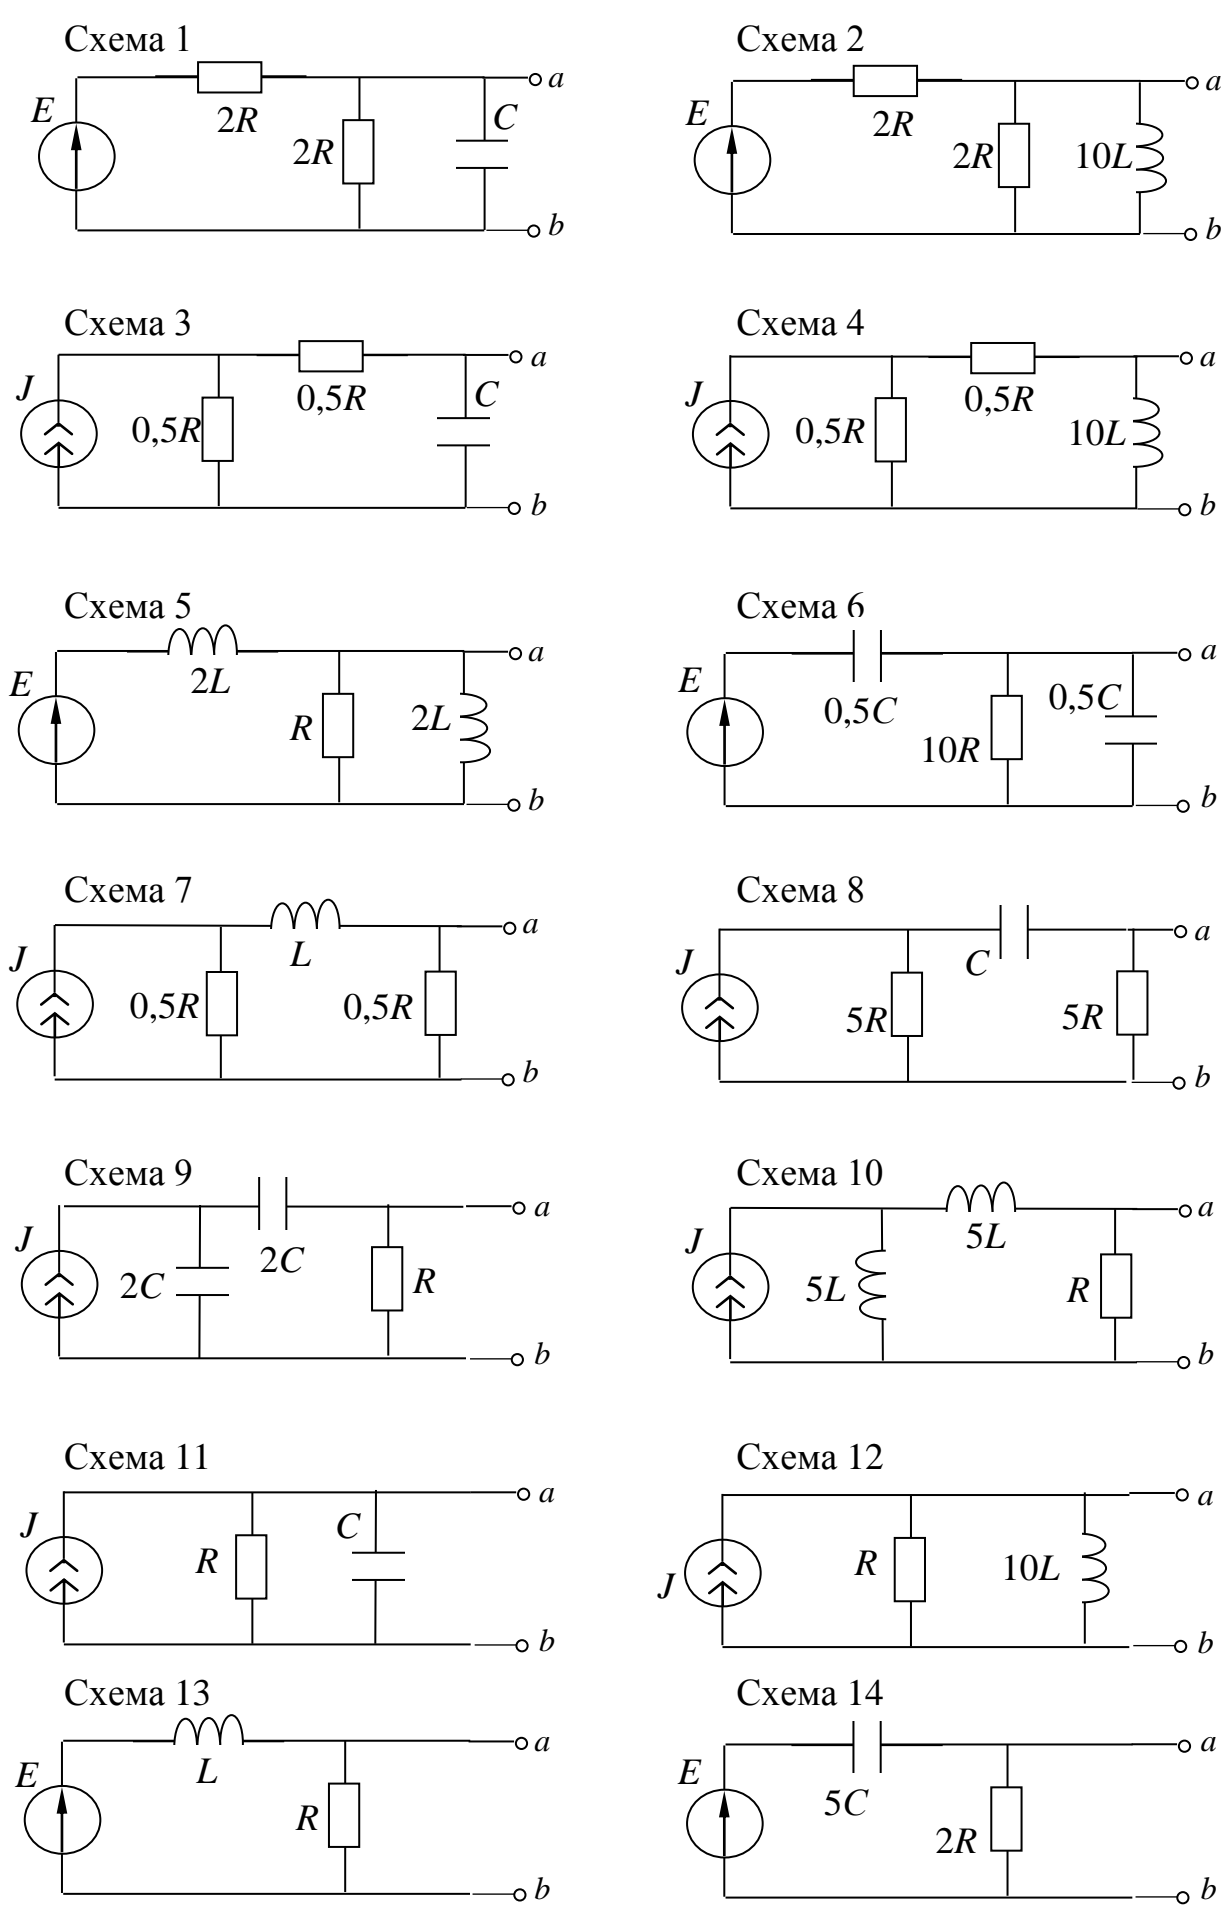 Схема 1
E
2R
2R
C
a
b
Схема 2
E
2R
2R
10L
a
b
Схема 3
J
0,5R
0,5R
C
a
b
Схема 4
J
0,5R
0,5R
10L
a
b
Схема 5
E
2L
R
2L
a
b
Схема 6
E
0,5C
10R
0,5C
a
b
Схема 7
J
0,5R
L
0,5R
a
b
Схема 8
J
5R
C
5R
a
b
Схема 9
J
2C
2C
R
a
b
Схема 10
J
5L
5L
R
a
b
Схема 11
J
R
C
a
b
Схема 12
J
R
10L
a
b
Схема 13
E
L
R
a
b
Схема 14
E
5C
2R
a
b